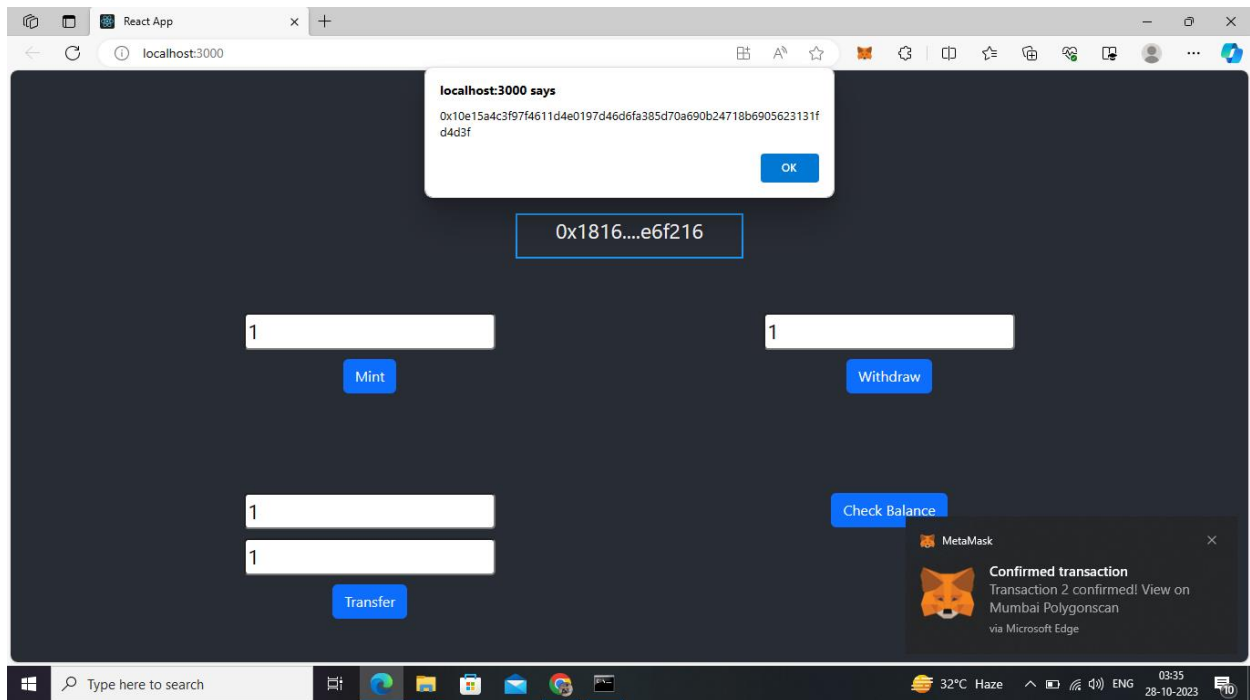 React App
localhost:3000
localhost:3000 says
0x10e15a4c3f97f4611d4e0197d46d6fa385d70a690b24718b6905623131f
d4d3f
OK
0x1816....e6f216
1
1
Mint
Withdraw
1
Check Balance
1
Transfer
MetaMask
Confirmed transaction
Transaction 2 confirmed! View on
Mumbai Polygonscan
via Microsoft Edge
Type here to search
32°C Haze
ENG
03:35
28-10-2023
10